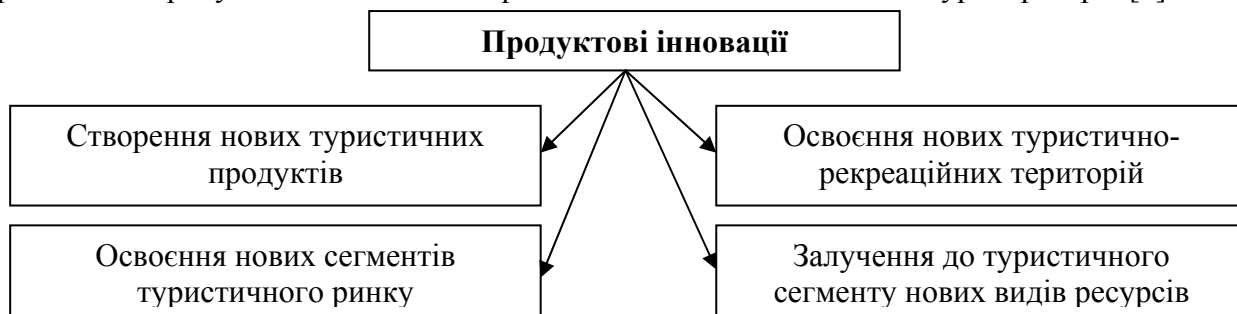 Продуктові інновації
Створення нових туристичних
продуктів
Освоєння нових туристично-
рекреаційних територій
Освоєння нових сегментів
туристичного ринку
Залучення до туристичного
сегменту нових видів ресурсів